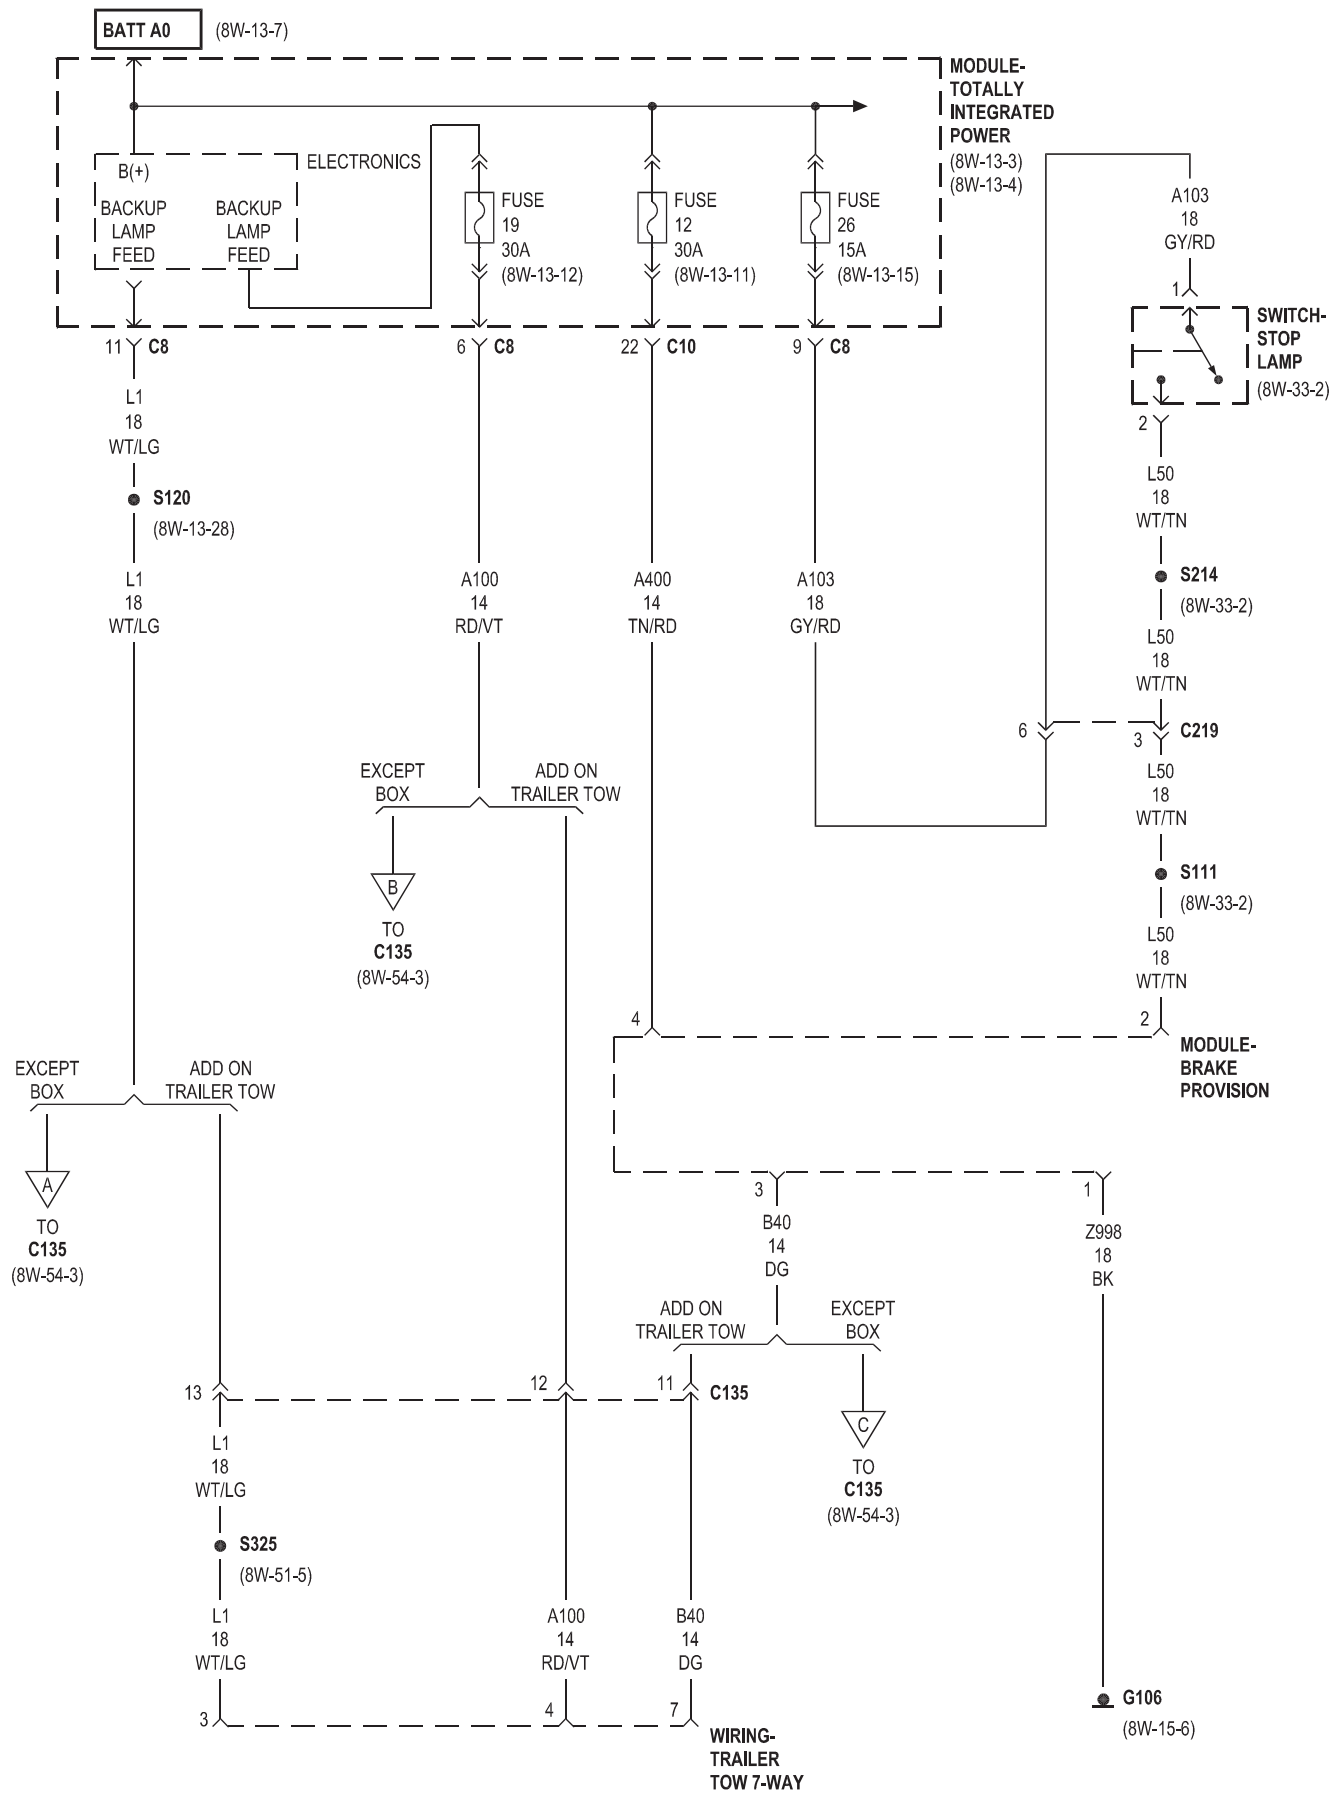 BATT A0 (8W-13-7)
MODULE-
TOTALLY
INTEGRATED
POWER
(8W-13-3)
(8W-13-4)
B(+)
ELECTRONICS
BACKUP
LAMP
FEED
BACKUP
LAMP
FEED
FUSE
19
30A
(8W-13-12)
FUSE
12
30A
(8W-13-11)
FUSE
26
15A
(8W-13-15)
A103
18
GY/RD
1
SWITCH-
STOP
LAMP
(8W-33-2)
2
11 C8
6 C8
22 C10
9 C8
L1
18
WT/LG
S120
(8W-13-28)
L1
18
WT/LG
A100
14
RD/VT
A400
14
TN/RD
A103
18
GY/RD
L50
18
WT/TN
S214
(8W-33-2)
L50
18
WT/TN
6
3
C219
L50
18
WT/TN
S111
(8W-33-2)
L50
18
WT/TN
EXCEPT
BOX
ADD ON
TRAILER TOW
B
TO
C135
(8W-54-3)
4
2
MODULE-
BRAKE
PROVISION
EXCEPT
BOX
ADD ON
TRAILER TOW
A
TO
C135
(8W-54-3)
3
1
B40
14
DG
Z998
18
BK
ADD ON
TRAILER TOW
EXCEPT
BOX
13
12
11
C135
C
TO
C135
(8W-54-3)
L1
18
WT/LG
S325
(8W-51-5)
L1
18
WT/LG
A100
14
RD/VT
B40
14
DG
3
4
7
WIRING-
TRAILER
TOW 7-WAY
G106
(8W-15-6)